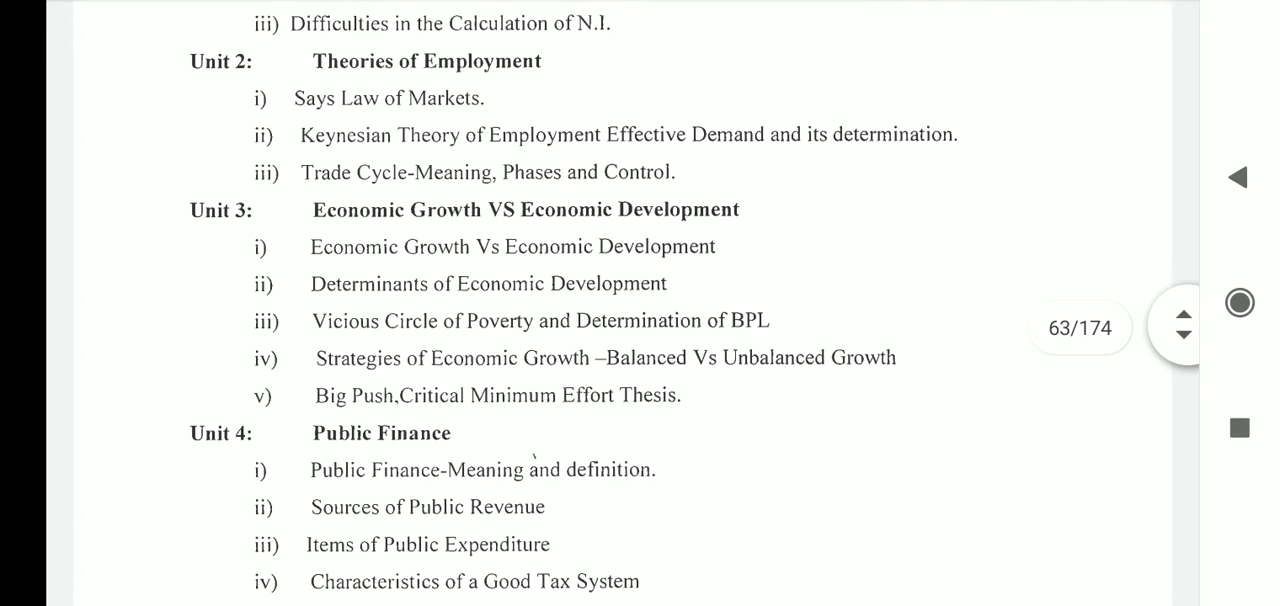 iii) Difficulties in the Calculation of N.I.
Unit 2: Theories of Employment
i) Says Law of Markets.
ii) Keynesian Theory of Employment Effective Demand and its determination.
iii) Trade Cycle-Meaning, Phases and Control.
Unit 3: Economic Growth VS Economic Development
i) Economic Growth Vs Economic Development
ii) Determinants of Economic Development
iii) Vicious Circle of Poverty and Determination of BPL
iv) Strategies of Economic Growth –Balanced Vs Unbalanced Growth
v) Big Push,Critical Minimum Effort Thesis.
63/174
Unit 4: Public Finance
i) Public Finance-Meaning and definition.
ii) Sources of Public Revenue
iii) Items of Public Expenditure
iv) Characteristics of a Good Tax System